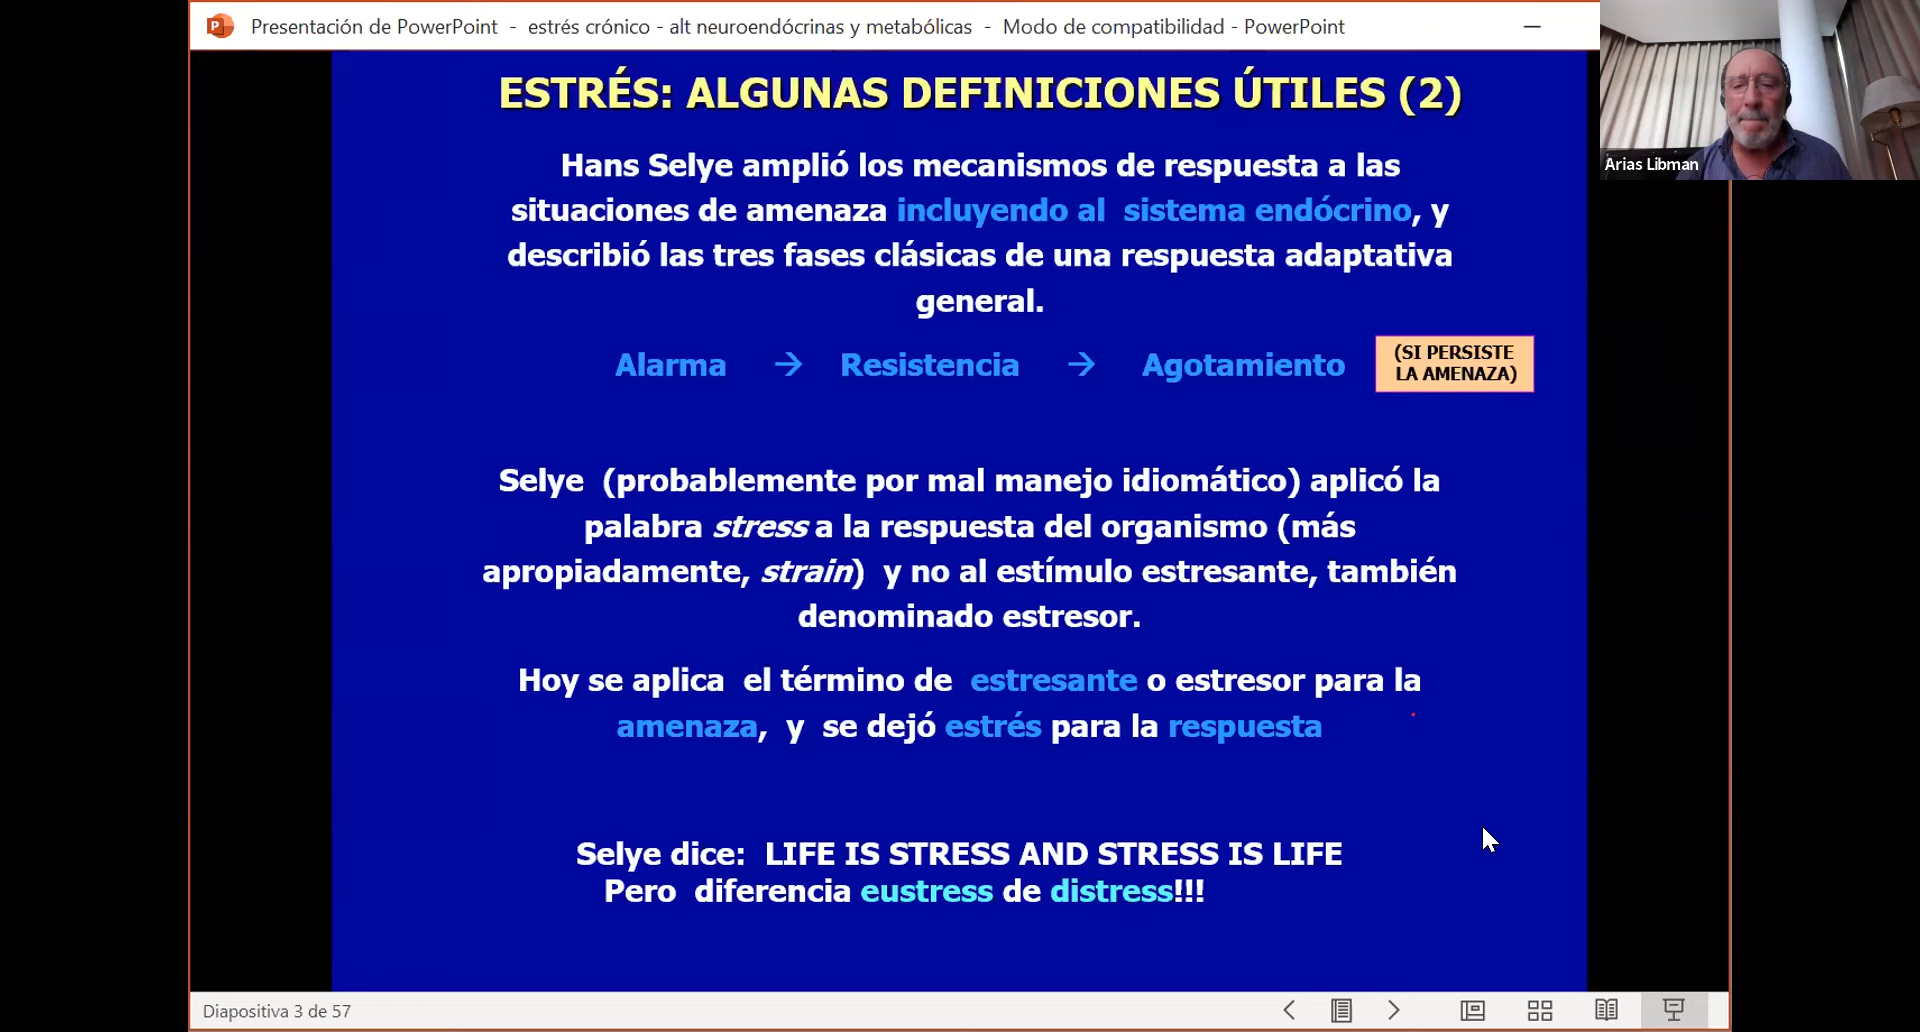 Presentación de PowerPoint - estrés crónico - alt neuroendócrinas y metabólicas - Modo de compatibilidad - PowerPoint
Arias Libman
ESTRÉS: ALGUNAS DEFINICIONES ÚTILES (2)
Hans Selye amplió los mecanismos de respuesta a las
situaciones de amenaza incluyendo al sistema endócrino, y
describió las tres fases clásicas de una respuesta adaptativa
general.
Alarma → Resistencia → Agotamiento
(SI PERSISTE
LA AMENAZA)
Selye (probablemente por mal manejo idiomático) aplicó la
palabra stress a la respuesta del organismo (más
apropiadamente, strain) y no al estímulo estresante, también
denominado estresor.
Hoy se aplica el término de estresante o estresor para la
amenaza, y se dejó estrés para la respuesta
Selye dice: LIFE IS STRESS AND STRESS IS LIFE
Pero diferencia eustress de distress!!!
Diapositiva 3 de 57